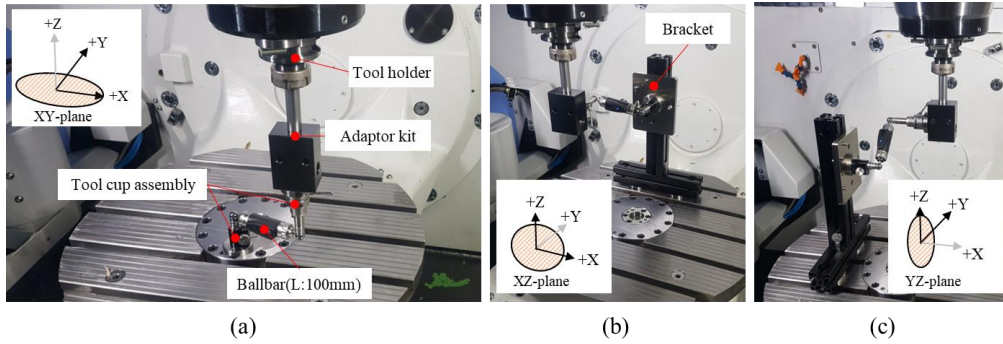 +Z
+Y
+X
XY-plane
Tool holder
Adaptor kit
Tool cup assembly
Ballbar(L:100mm)
(a)
Bracket
+Z
+Y
+X
XZ-plane
(b)
+Z
+Y
+X
YZ-plane
(c)